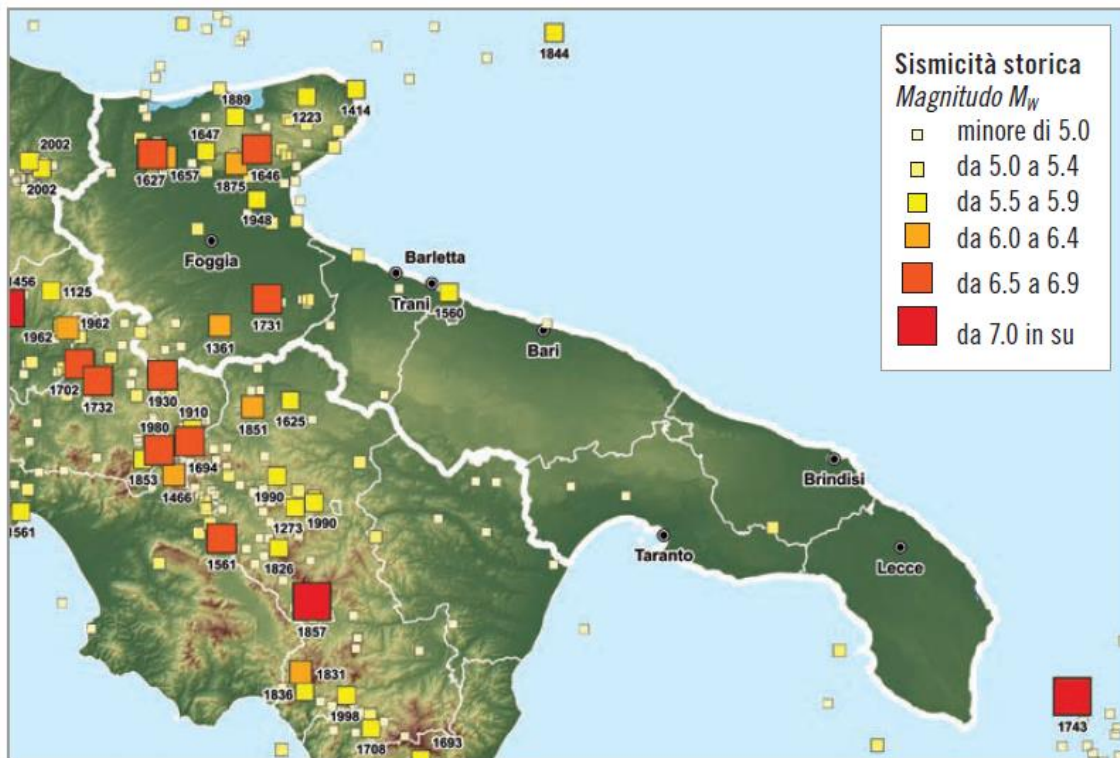 1844
Sismicità storica
Magnitudo Mw
minore di 5.0
da 5.0 a 5.4
da 5.5 a 5.9
da 6.0 a 6.4
da 6.5 a 6.9
da 7.0 in su
1889
1223
1414
1647
2002
2002
1627
1657
1875
1646
1948
Foggia
Barletta
Trani
1560
1456
1125
1962
1962
1731
1361
Bari
1702
1732
1930
1910
1851
1625
1980
1694
1853
1466
1990
1273
1990
Brindisi
1561
1561
1826
Taranto
Lecce
1857
1831
1836
1998
1708
1693
1743